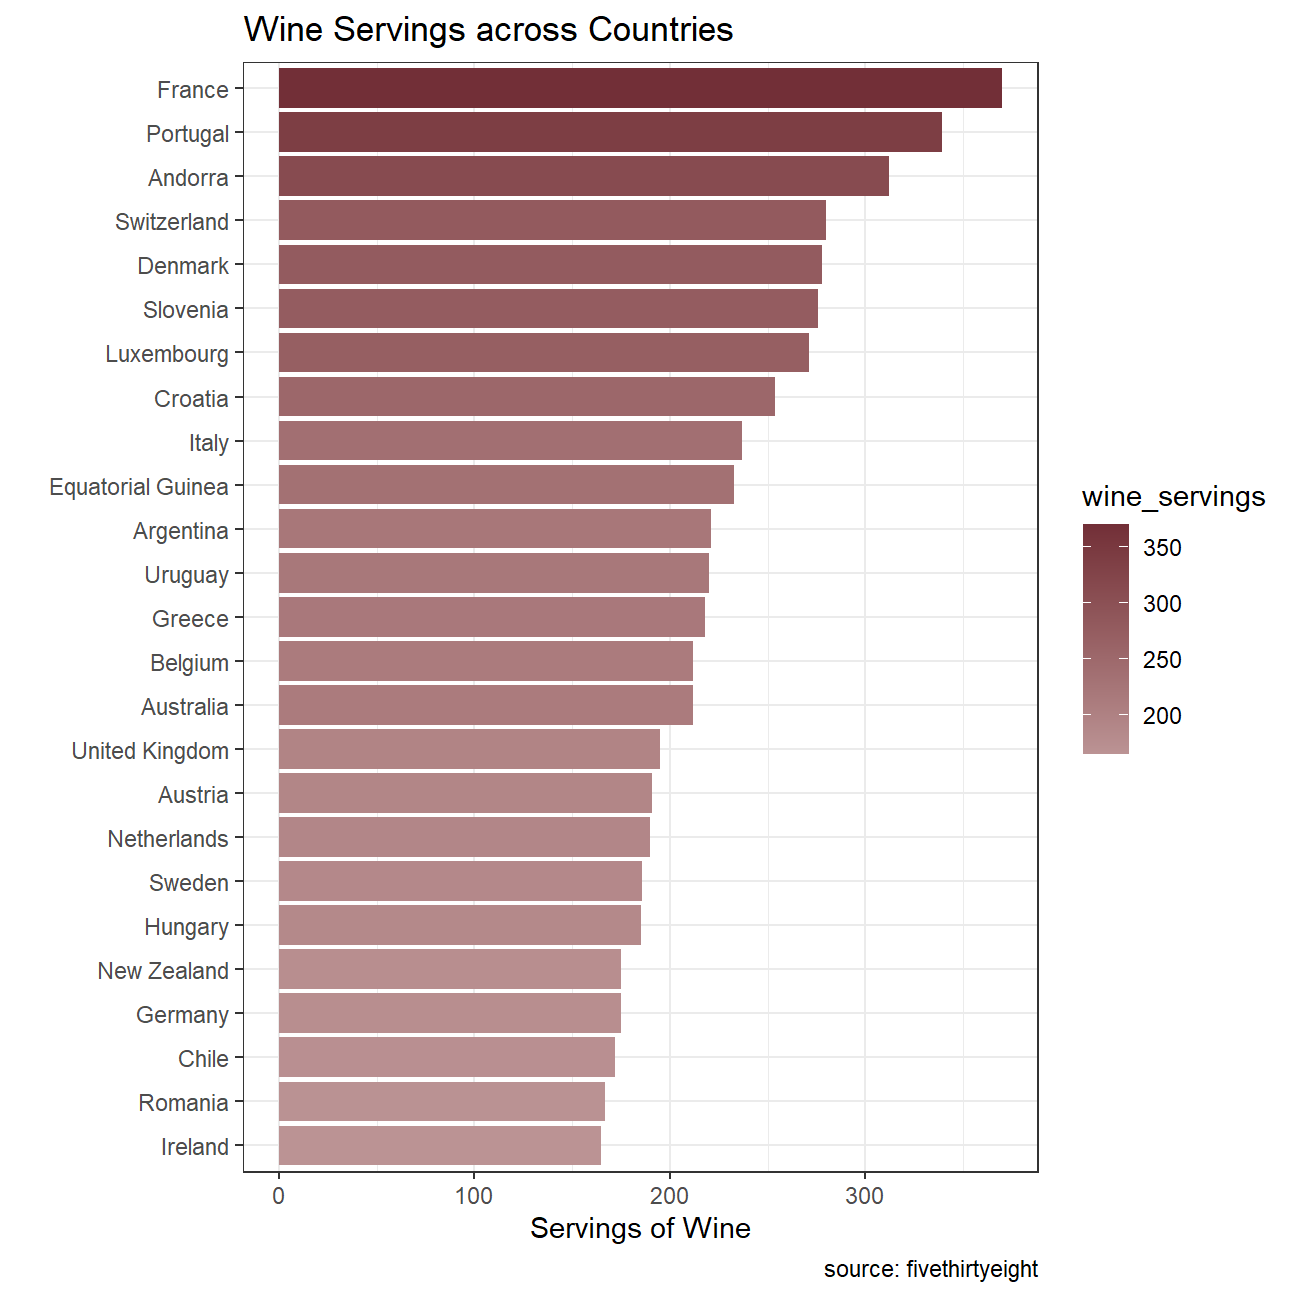 Wine Servings across Countries
France
Portugal
Andorra
Switzerland
Denmark
Slovenia
Luxembourg
Croatia
Italy
Equatorial Guinea
Argentina
Uruguay
Greece
Belgium
Australia
United Kingdom
Austria
Netherlands
Sweden
Hungary
New Zealand
Germany
Chile
Romania
Ireland
0 100 200 300
Servings of Wine
source: fivethirtyeight
wine_servings
350
300
250
200